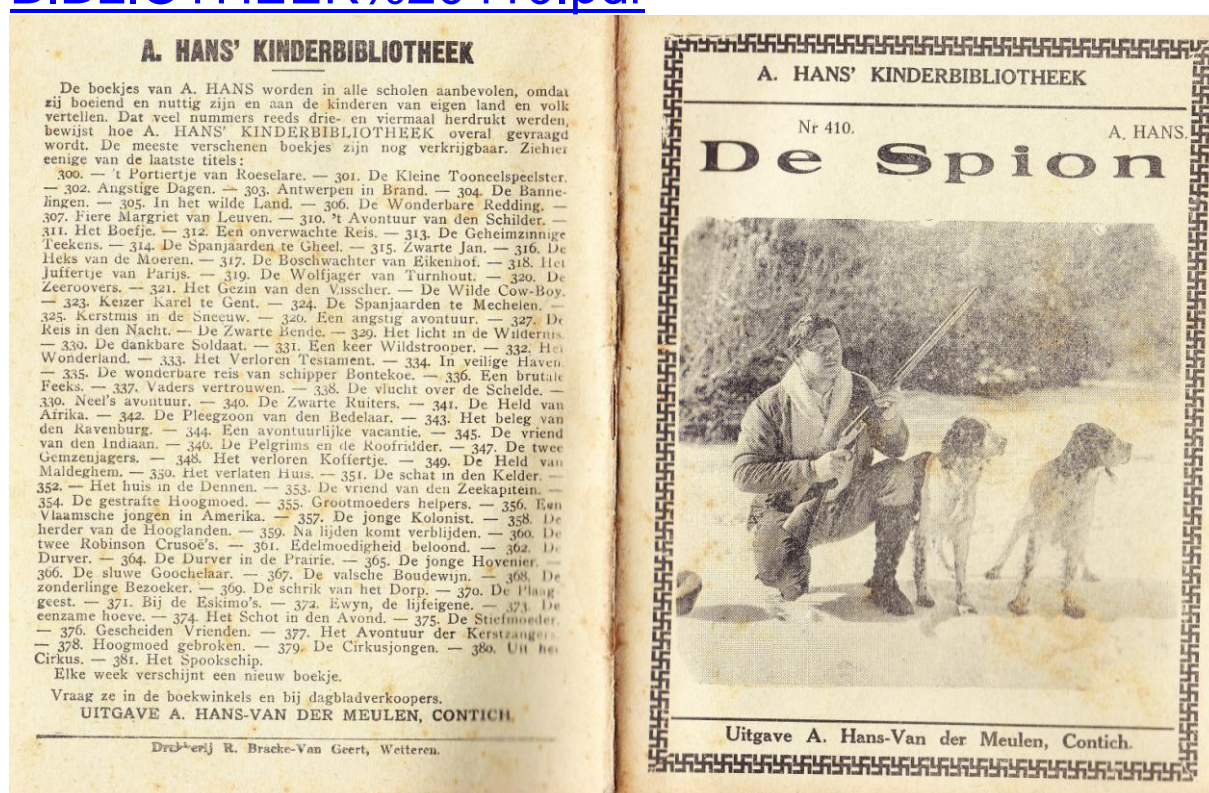 BIBLIOTHEEK%20410.pdf
A. HANS' KINDERBIBLIOTHEEK
De boekjes van A. HANS worden in alle scholen aanbevolen, omdat
zij boeiend en nuttig zijn en aan de kinderen van eigen land en volk
vertellen. Dat veel nummers reeds drie- en viermaal herdrukt werden,
bewijst hoe A. HANS' KINDERBIBLIOTHEEK overal gevraagd
wordt. De meeste verschenen boekjes zijn nog verkrijgbaar. Ziehier
eenige van de laatste titels:
300. — 't Portiertje van Roeselare. — 301. De Kleine Tooneelspeelster.
— 302. Angstige Dagen. — 303. Antwerpen in Brand. — 304. De Banne-
lingen. — 305. In het wilde Land. — 306. De Wonderbare Redding. —
307. Fiere Margriet van Leuven. — 310. 't Avontuur van den Schilder. —
311. Het Boefje. — 312. Een onverwachte Reis. — 313. De Geheimzinnige
Teekens. — 314. De Spanjaarden te Gheel. — 315. Zwarte Jan. — 316. De
Heks van de Moeren. — 317. De Boschwachter van Eikenhof. — 318. Het
Juffertje van Parijs. — 319. De Wolfjager van Turnhout. — 320. De
Zeeroovers. — 321. Het Gezin van den Visscher. — De Wilde Cow-Boy.
— 323. Keizer Karel te Gent. — 324. De Spanjaarden te Mechelen. —
325. Kerstmis in de Sneeuw. — 326. Een angstig avontuur. — 327. De
Reis in den Nacht. — De Zwarte Bende. — 329. Het licht in de Wildernis.
— 330. De dankbare Soldaat. — 331. Een keer Wildstrooper. — 332. Het
Wonderland. — 333. Het Verloren Testament. — 334. In veilige Haven.
— 335. De wonderbare reis van schipper Bontekoe. — 336. Een brutale
Feeks. — 337. Vaders vertrouwen. — 338. De vlucht over de Schelde. —
330. Neel's avontuur. — 340. De Zwarte Ruiters. — 341. De Held van
Afrika. — 342. De Pleegzoon van den Bedelaar. — 343. Het beleg van
den Ravenburg. — 344. Een avontuurlijke vacantie. — 345. De vriend
van den Indiaan. — 346. De Pelgrims en de Roofridder. — 347. De twee
Gemzenjagers. — 348. Het verloren Koffertje. — 349. De Held van
Maldeghem. — 350. Het verlaten Huis. — 351. De schat in den Kelder. —
352. — Het huis in de Dennen. — 353. De vriend van den Zeekapitein. —
354. De gestrafte Hoogmoed. — 355. Grootmoeders helpers. — 356. Een
Vlaamsche jongen in Amerika. — 357. De jonge Kolonist. — 358. De
herder van de Hooglanden. — 359. Na lijden komt verblijden. — 360. De
twee Robinson Crusoë's. — 361. Edelmoedigheid beloond. — 362. De
Durver. — 364. De Durver in de Prairie. — 365. De jonge Hovenier. —
366. De sluwe Goochelaar. — 367. De valsche Boudewijn. — 368. De
zonderlinge Bezoeker. — 369. De schrik van het Dorp. — 370. De Plaag-
geest. — 371. Bij de Eskimo's. — 372. Ewyn, de lijfeigene. — 373. De
eenzame hoeve. — 374. Het Schot in den Avond. — 375. De Stiefmoeder.
— 376. Gescheiden Vrienden. — 377. Het Avontuur der Kerstzangers.
— 378. Hoogmoed gebroken. — 379. De Cirkusjongen. — 380. Uit het
Cirkus. — 381. Het Spookschip.
Elke week verschijnt een nieuw boekje.
Vraag ze in de boekwinkels en bij dagbladverkoopers.
UITGAVE A. HANS-VAN DER MEULEN, CONTICH.
Drukkerij R. Bracke-Van Geert, Wetteren.
A. HANS' KINDERBIBLIOTHEEK
Nr 410.
A. HANS.
De Spion
Uitgave A. Hans-Van der Meulen, Contich.